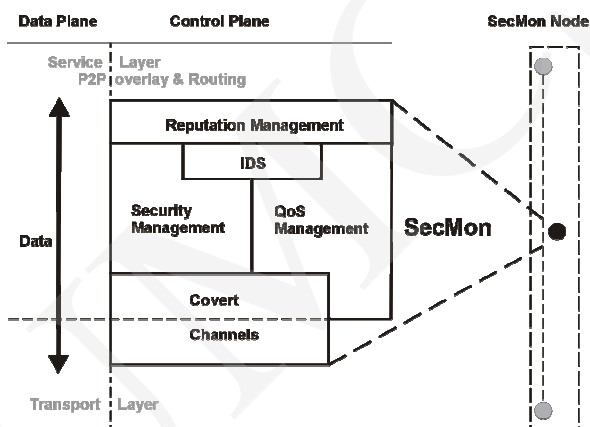 Data Plane Control Plane SecMon Node
Service Layer
P2P overlay & Routing
Reputation Management
IDS
Security
Management
QoS
Management
SecMon
Data
Covert
Channels
Transport Layer